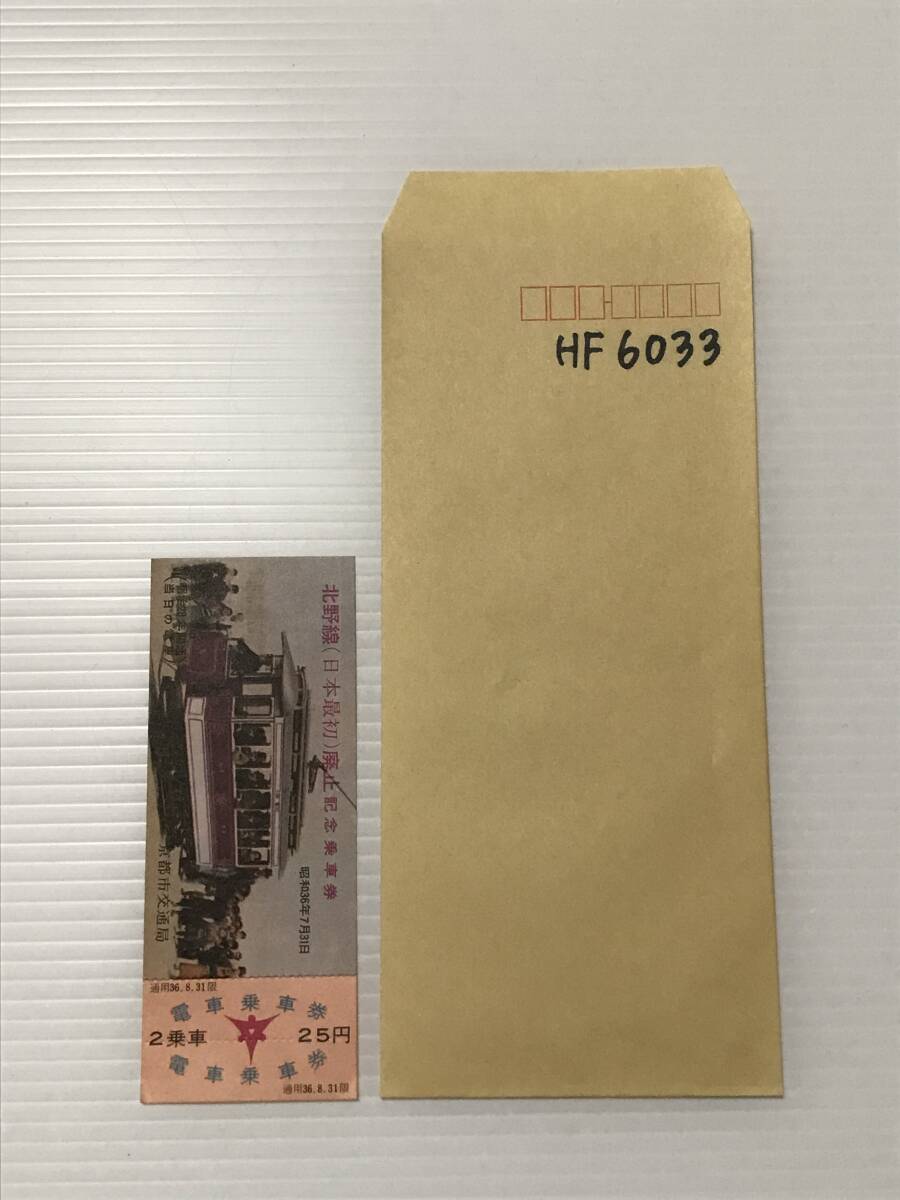 HF 6033
北野線(日本最初)廃止記念乗車券
昭和36年7月31日
京都市交通局
通用36.8.31限
電車乗車券
2乗車 25円
電車乗車券
通用36.8.31限